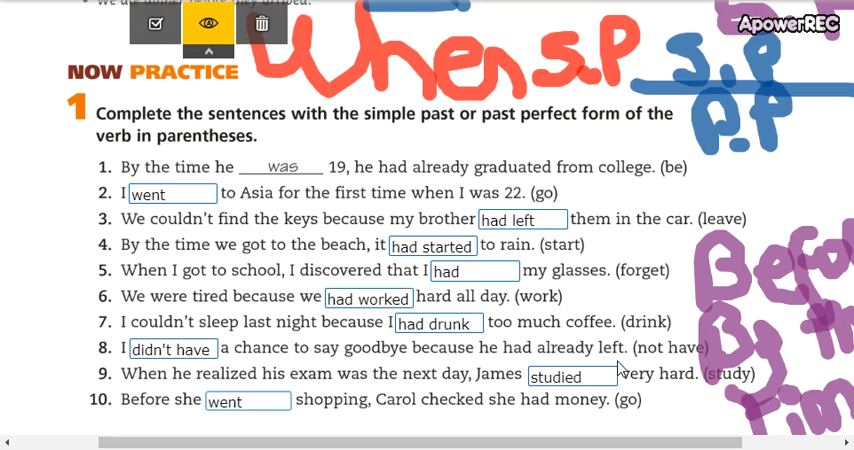 ApowerREC
When S.P
S.P
P.P
NOW PRACTICE
1 Complete the sentences with the simple past or past perfect form of the
verb in parentheses.
1. By the time he was 19, he had already graduated from college. (be)
2. I went to Asia for the first time when I was 22. (go)
3. We couldn't find the keys because my brother had left them in the car. (leave)
4. By the time we got to the beach, it had started to rain. (start)
5. When I got to school, I discovered that I had my glasses. (forget)
6. We were tired because we had worked hard all day. (work)
7. I couldn't sleep last night because I had drunk too much coffee. (drink)
8. I didn't have a chance to say goodbye because he had already left. (not have)
9. When he realized his exam was the next day, James studied very hard. (study)
10. Before she went shopping, Carol checked she had money. (go)
Befo
By th
Tim